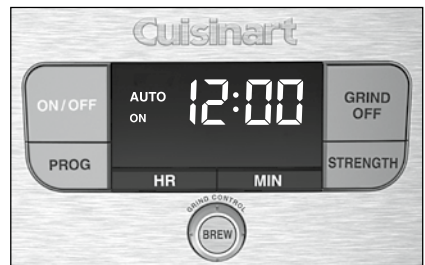 Cuisinart
ON/OFF
AUTO
ON
12:00
GRIND
OFF
PROG
STRENGTH
HR
MIN
GRIND CONTROL
BREW